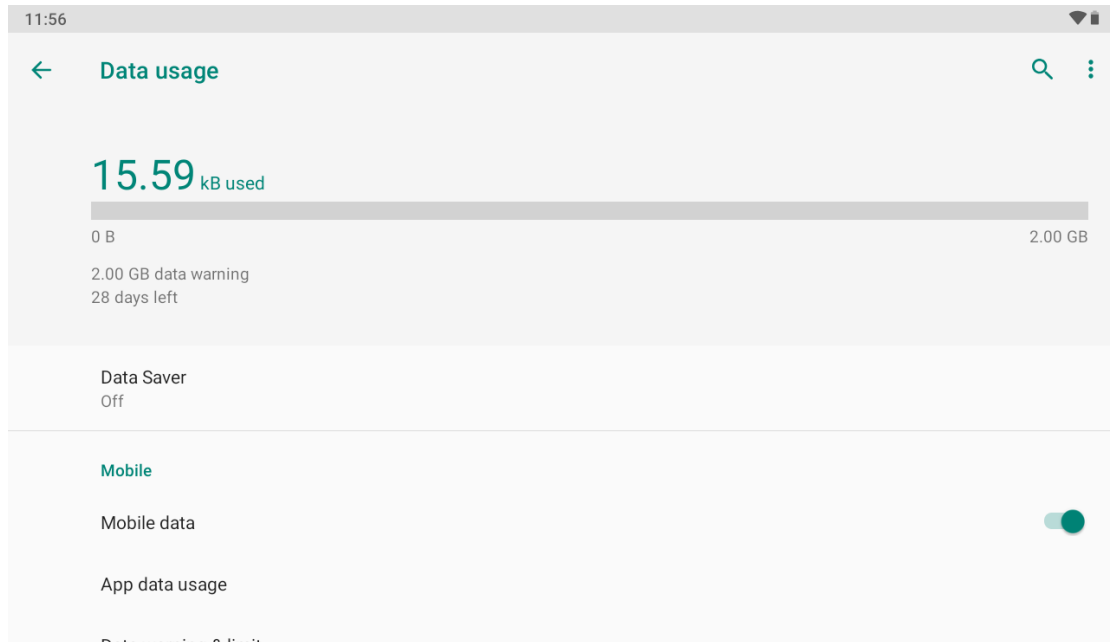 11:56
Data usage
15.59 kB used
0 B
2.00 GB
2.00 GB data warning
28 days left
Data Saver
Off
Mobile
Mobile data
App data usage